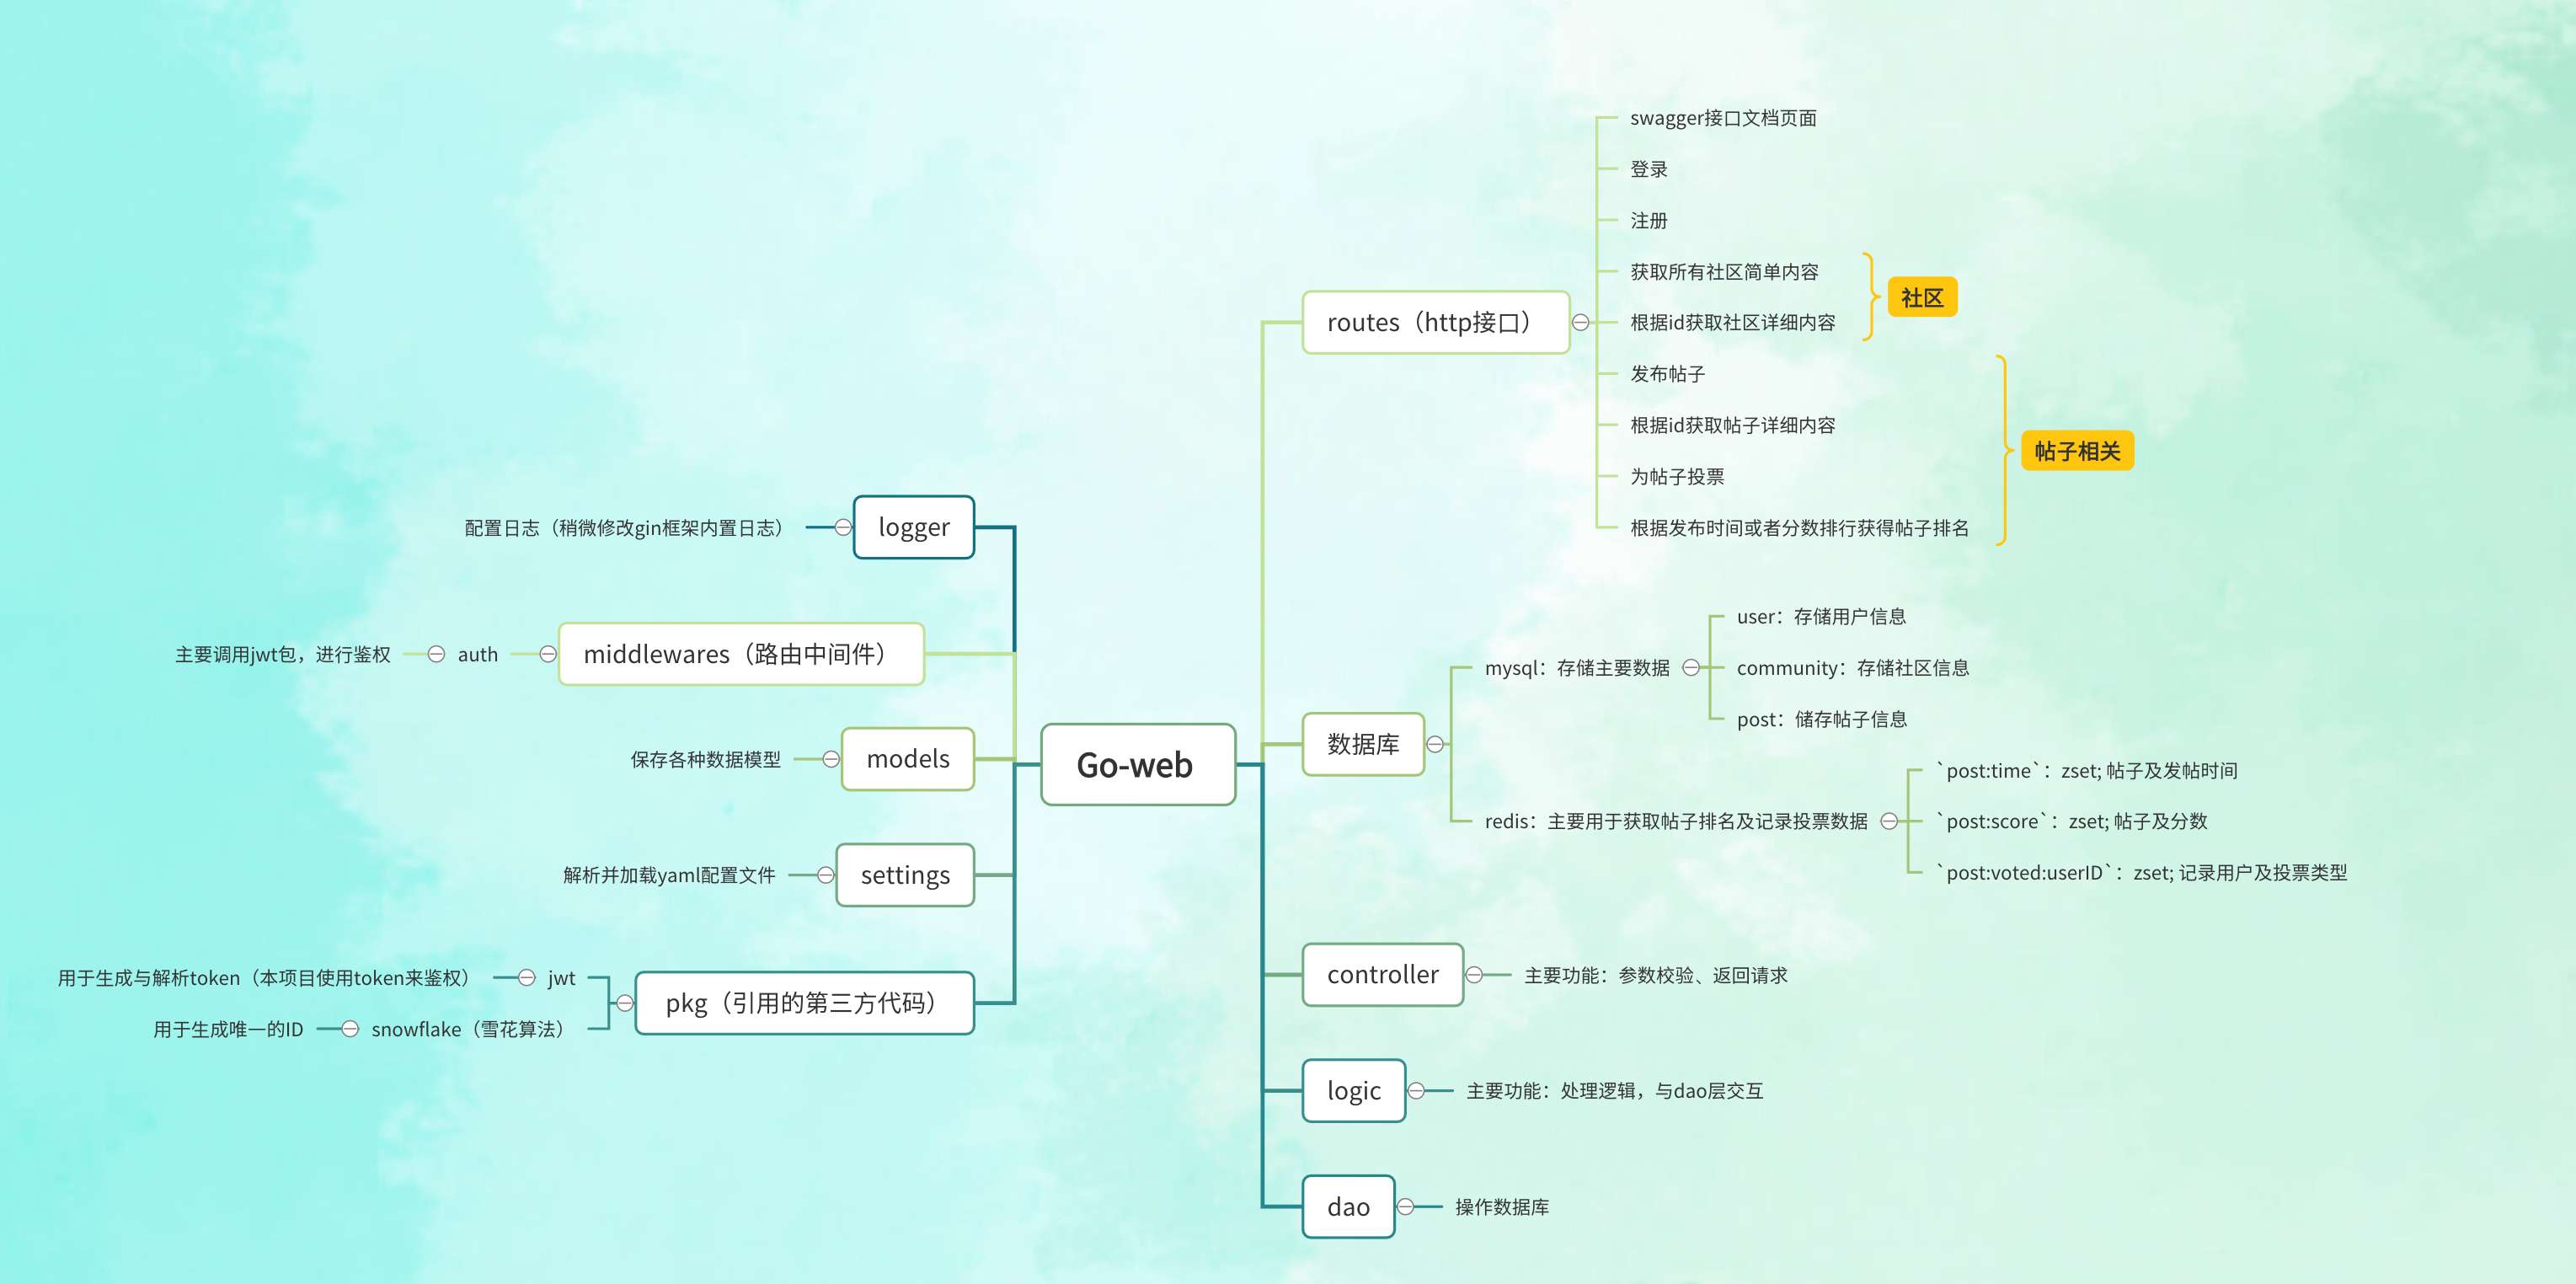 Go-web
routes（http接口）
swagger接口文档页面
登录
注册
获取所有社区简单内容
根据id获取社区详细内容
社区
发布帖子
根据id获取帖子详细内容
为帖子投票
根据发布时间或者分数排行获得帖子排名
帖子相关
数据库
mysql：存储主要数据
user：存储用户信息
community：存储社区信息
post：储存帖子信息
redis：主要用于获取帖子排名及记录投票数据
`post:time`：zset; 帖子及发帖时间
`post:score`：zset; 帖子及分数
`post:voted:userID`：zset; 记录用户及投票类型
controller
主要功能：参数校验、返回请求
logic
主要功能：处理逻辑，与dao层交互
dao
操作数据库
logger
配置日志（稍微修改gin框架内置日志）
middlewares（路由中间件）
auth
主要调用jwt包，进行鉴权
models
保存各种数据模型
settings
解析并加载yaml配置文件
pkg（引用的第三方代码）
jwt
用于生成与解析token（本项目使用token来鉴权）
snowflake（雪花算法）
用于生成唯一的ID